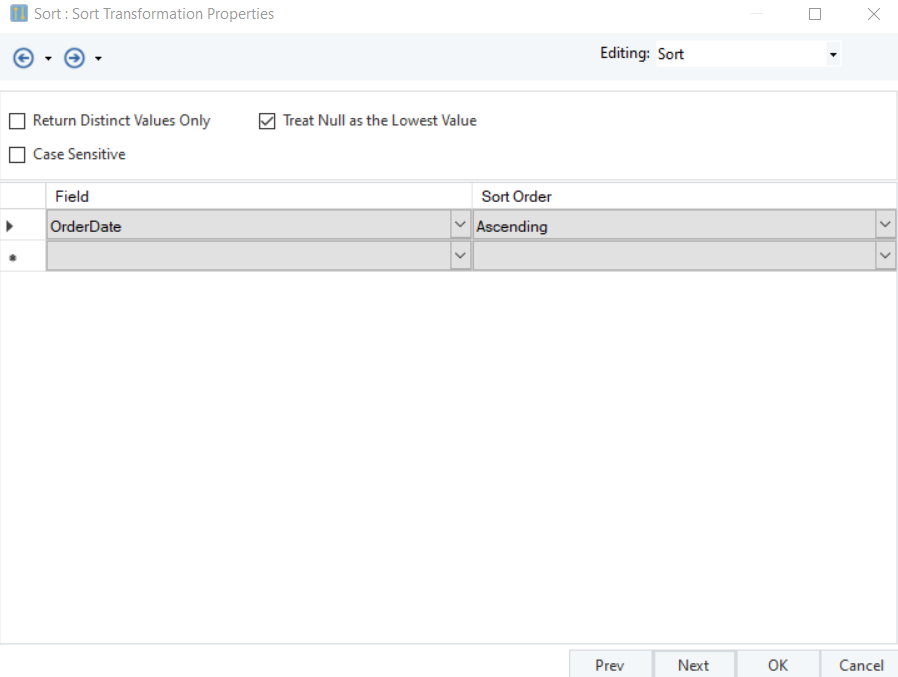 Sort : Sort Transformation Properties
Editing: Sort
Return Distinct Values Only Treat Null as the Lowest Value
Case Sensitive
Field Sort Order
OrderDate Ascending
Prev Next OK Cancel